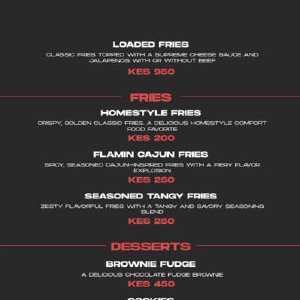 LOADED FRIES
CLASSIC FRIES TOPPED WITH A SUPREME CHEESE SAUCE AND
JALAPENOS WITH OR WITHOUT BEEF
KES 950
FRIES
HOMESTYLE FRIES
CRISPY, GOLDEN CLASSIC FRIES, A DELICIOUS HOMESTYLE COMFORT
FOOD FAVORITE
KES 200
FLAMIN CAJUN FRIES
SPICY, SEASONED CAJUN-INSPIRED FRIES WITH A FIERY FLAVOR
EXPLOSION
KES 250
SEASONED TANGY FRIES
ZESTY FLAVORFUL FRIES WITH A TANGY AND SAVORY SEASONING
BLEND
KES 250
DESSERTS
BROWNIE FUDGE
A DELICIOUS CHOCOLATE FUDGE BROWNIE
KES 450
COOKIES